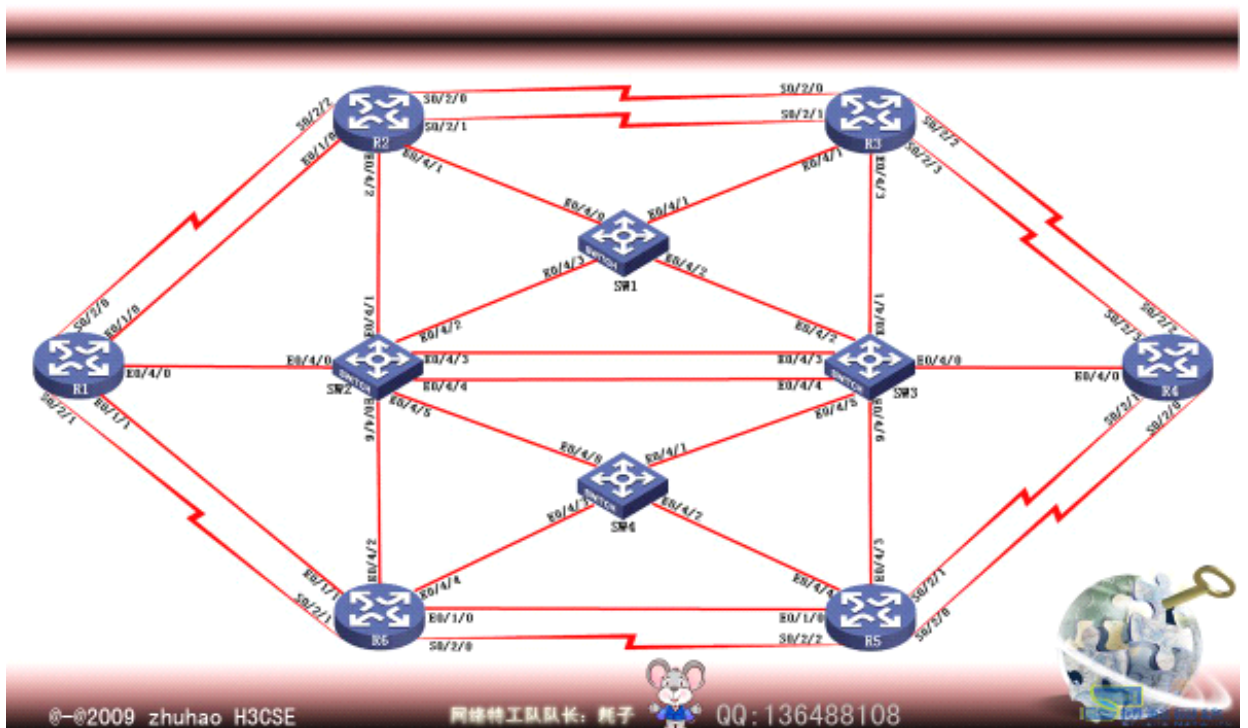 S0/2/0
S0/2/0
S0/2/2
S0/2/1
S0/2/1
S0/2/2
R2
R3
E0/1/0
E0/4/1
E0/4/1
S0/2/3
E0/4/2
E0/4/3
E0/4/0
E0/4/1
SWITCH
E0/4/3
E0/4/2
SW1
S0/2/0
E0/4/1
E0/4/2
E0/4/2
S0/2/3
S0/2/2
E0/1/0
E0/4/0
E0/4/3
E0/4/3
E0/4/0
R1
E0/4/0
SWITCH
SWITCH
E0/4/0
R4
SW2
E0/4/4
E0/4/4
SW3
S0/2/1
E0/1/1
E0/4/5
E0/4/5
S0/2/1
S0/2/0
E0/4/6
E0/4/6
E0/4/0
E0/4/1
SWITCH
E0/4/3
E0/4/2
SW4
E0/4/2
E0/4/3
E0/1/1
E0/4/4
E0/4/4
S0/2/1
S0/2/1
E0/1/0
E0/1/0
S0/2/0
R6
R5
S0/2/0
S0/2/2
@-@2009 zhuhao H3CSE
网络特工队队长：耗子
QQ:136488108